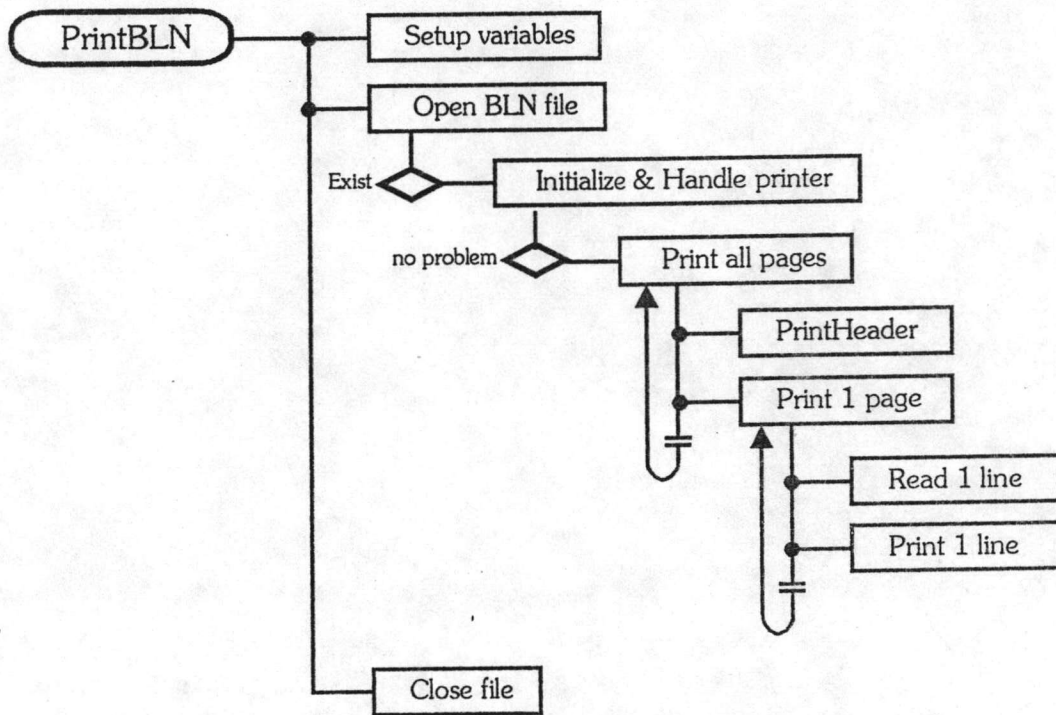 PrintBLN
Setup variables
Open BLN file
Exist
Initialize & Handle printer
no problem
Print all pages
PrintHeader
Print 1 page
Read 1 line
Print 1 line
Close file